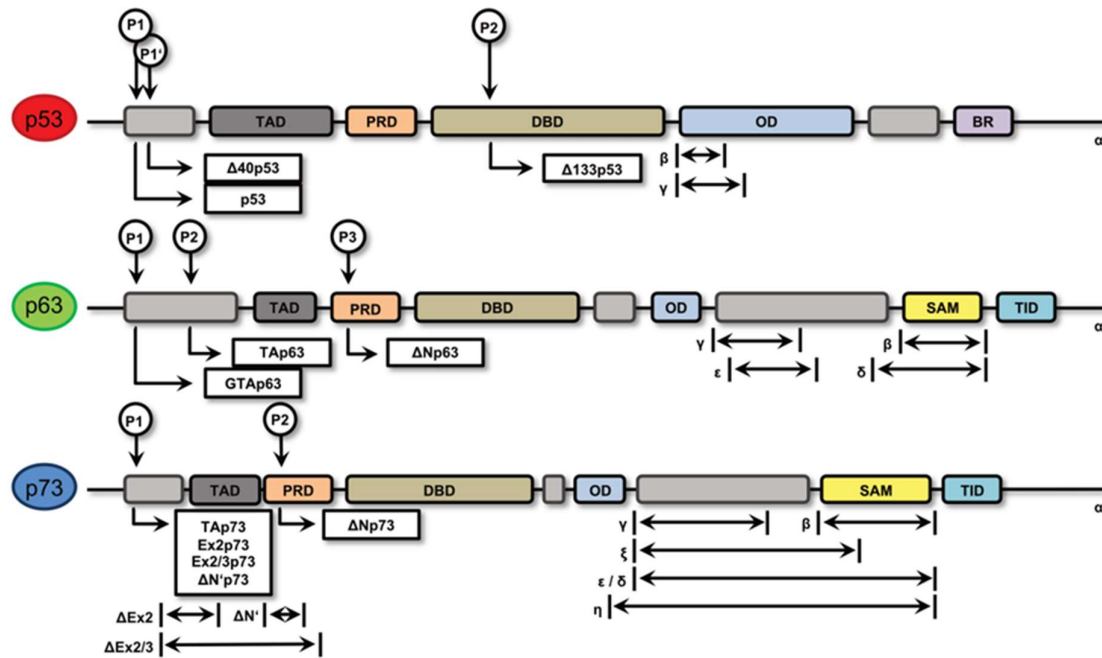 P1
P1‘
P2
p53
TAD
PRD
DBD
OD
BR
α
Δ40p53
p53
Δ133p53
β
γ
P1
P2
P3
p63
TAD
PRD
DBD
OD
SAM
TID
α
TAp63
GTAp63
ΔNp63
γ
ε
β
δ
P1
P2
p73
TAD
PRD
DBD
OD
SAM
TID
α
TAp73
Ex2p73
Ex2/3p73
ΔN‘p73
ΔNp73
γ
β
ξ
ε / δ
η
ΔEx2
ΔN‘
ΔEx2/3